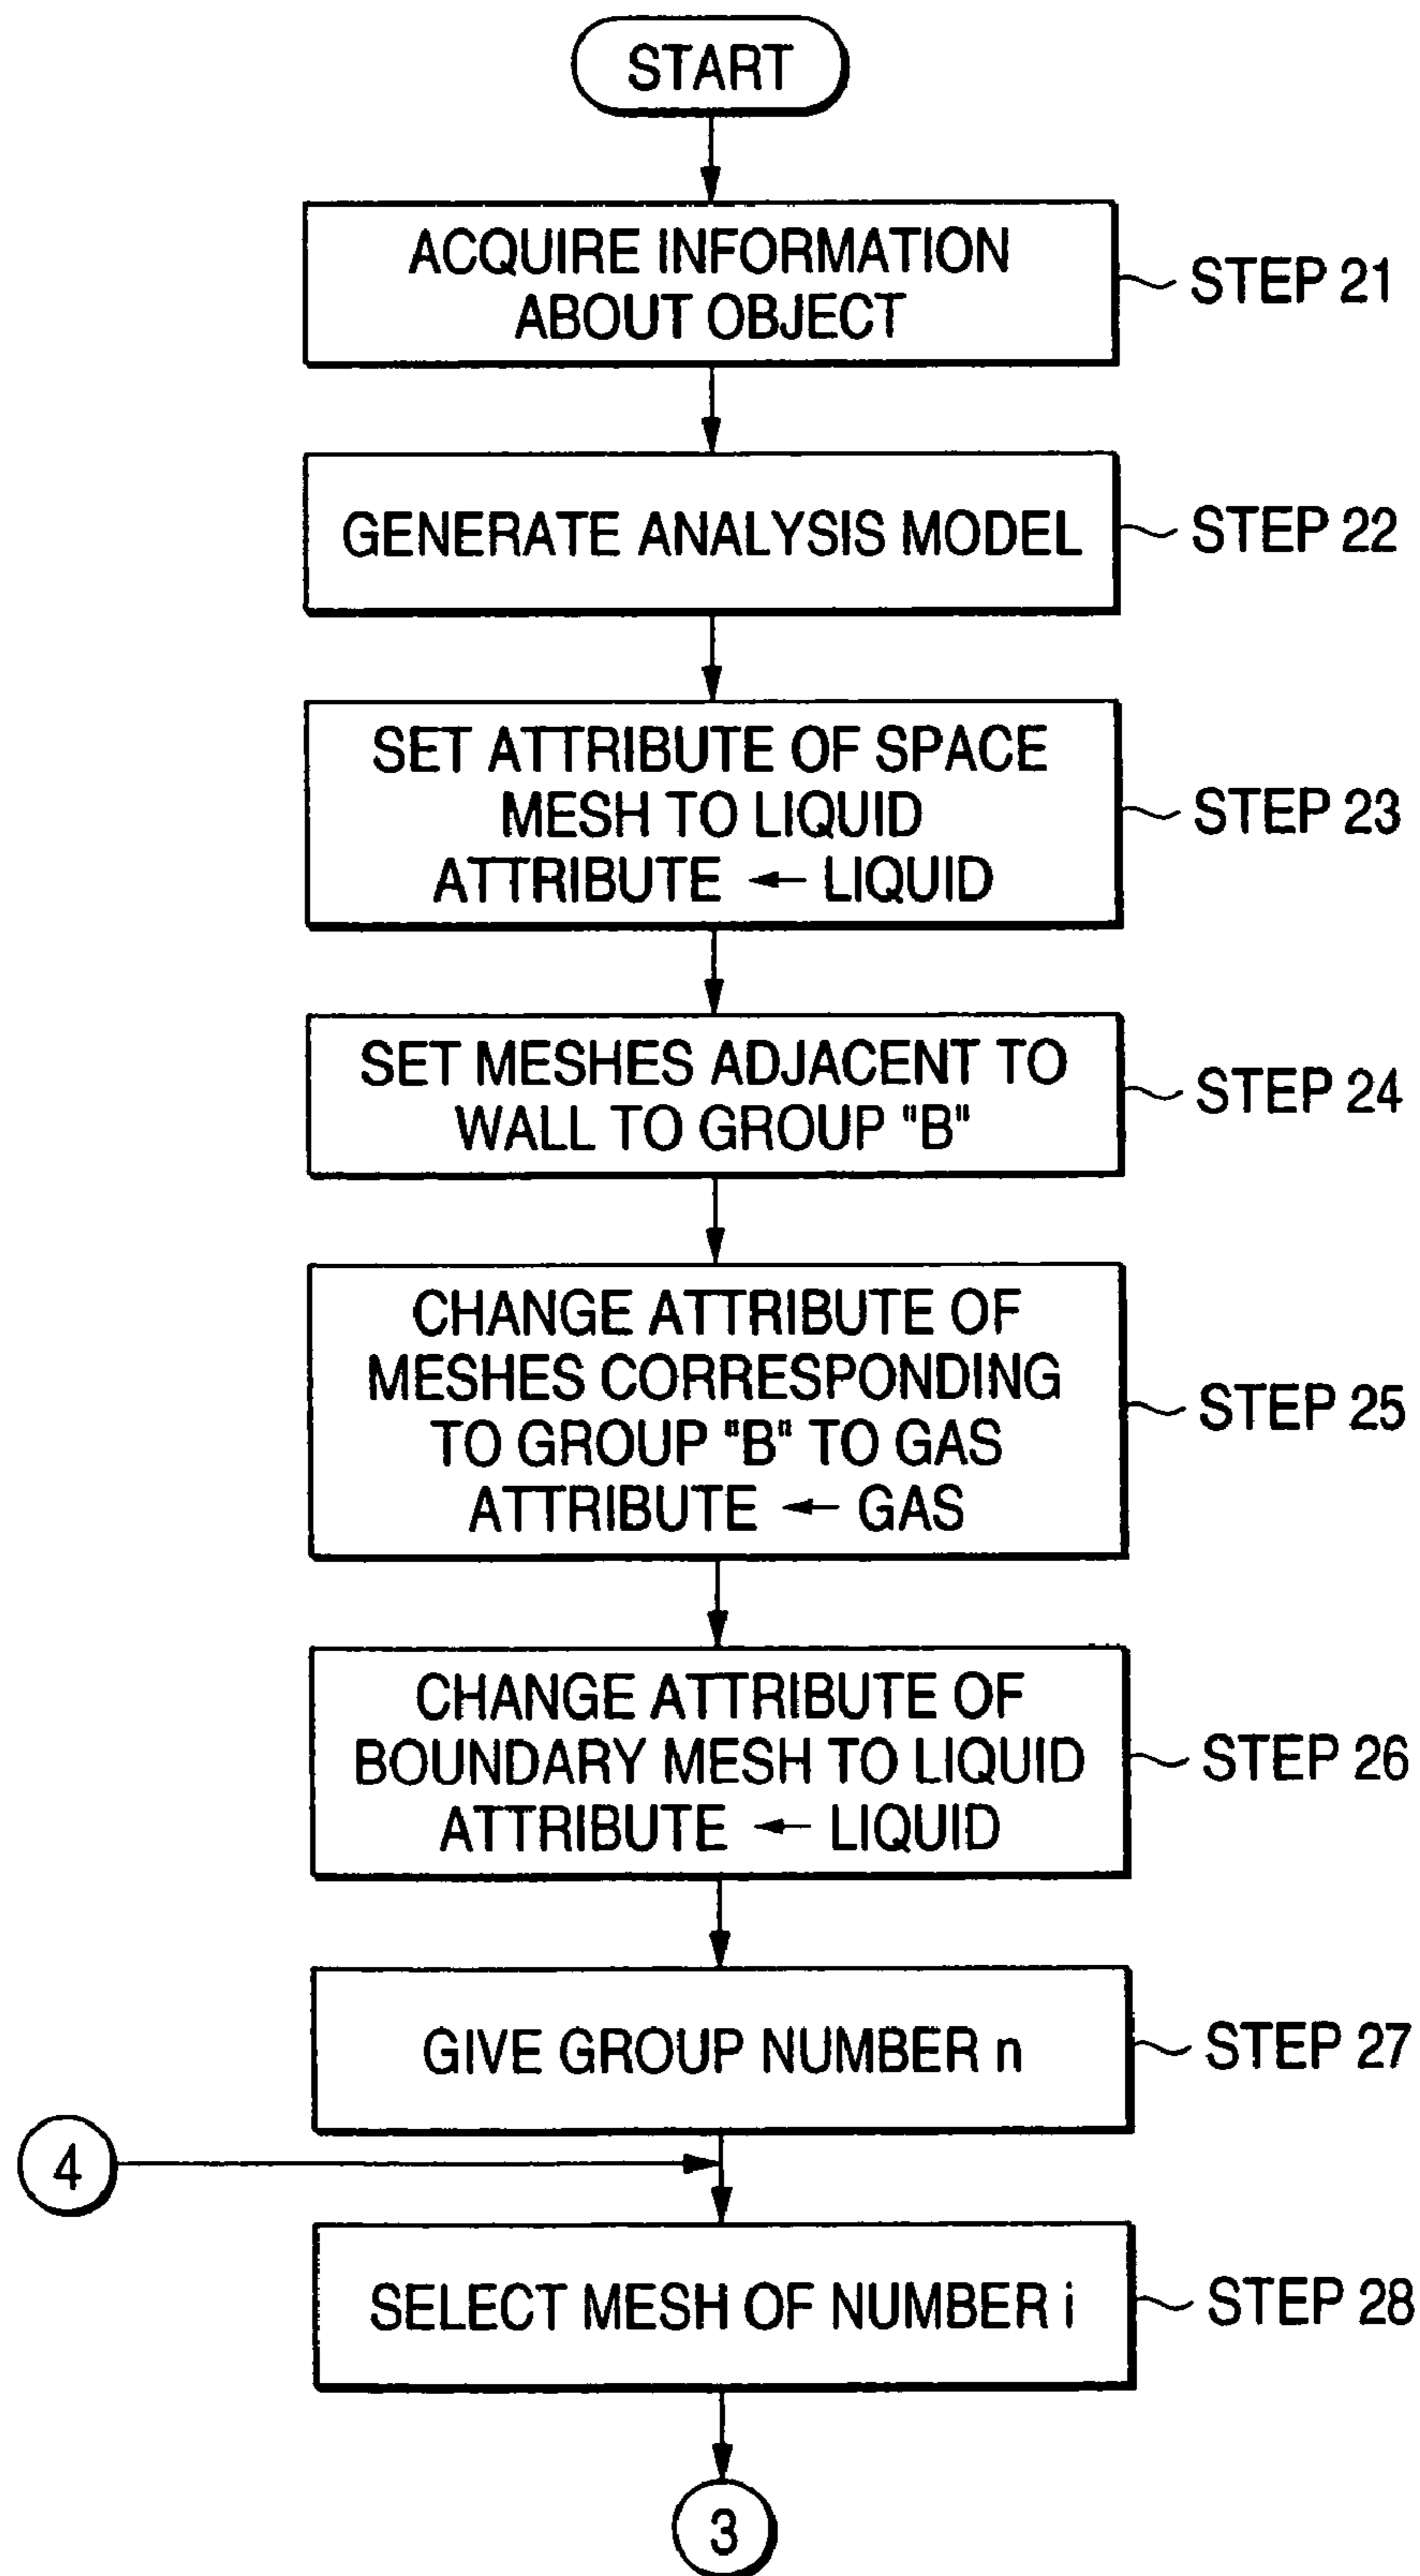 START
ACQUIRE INFORMATION
ABOUT OBJECT
STEP 21
GENERATE ANALYSIS MODEL
STEP 22
SET ATTRIBUTE OF SPACE
MESH TO LIQUID
ATTRIBUTE ← LIQUID
STEP 23
SET MESHES ADJACENT TO
WALL TO GROUP "B"
STEP 24
CHANGE ATTRIBUTE OF
MESHES CORRESPONDING
TO GROUP "B" TO GAS
ATTRIBUTE ← GAS
STEP 25
CHANGE ATTRIBUTE OF
BOUNDARY MESH TO LIQUID
ATTRIBUTE ← LIQUID
STEP 26
GIVE GROUP NUMBER n
STEP 27
4
SELECT MESH OF NUMBER i
STEP 28
3